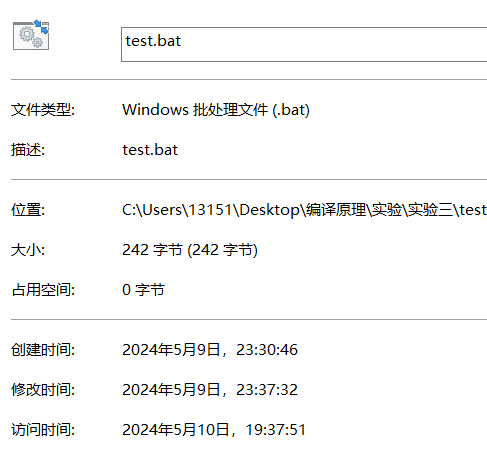 test.bat
文件类型: Windows 批处理文件 (.bat)
描述: test.bat
位置: C:\Users\13151\Desktop\编译原理\实验\实验三\test
大小: 242 字节 (242 字节)
占用空间: 0 字节
创建时间: 2024年5月9日，23:30:46
修改时间: 2024年5月9日，23:37:32
访问时间: 2024年5月10日，19:37:51